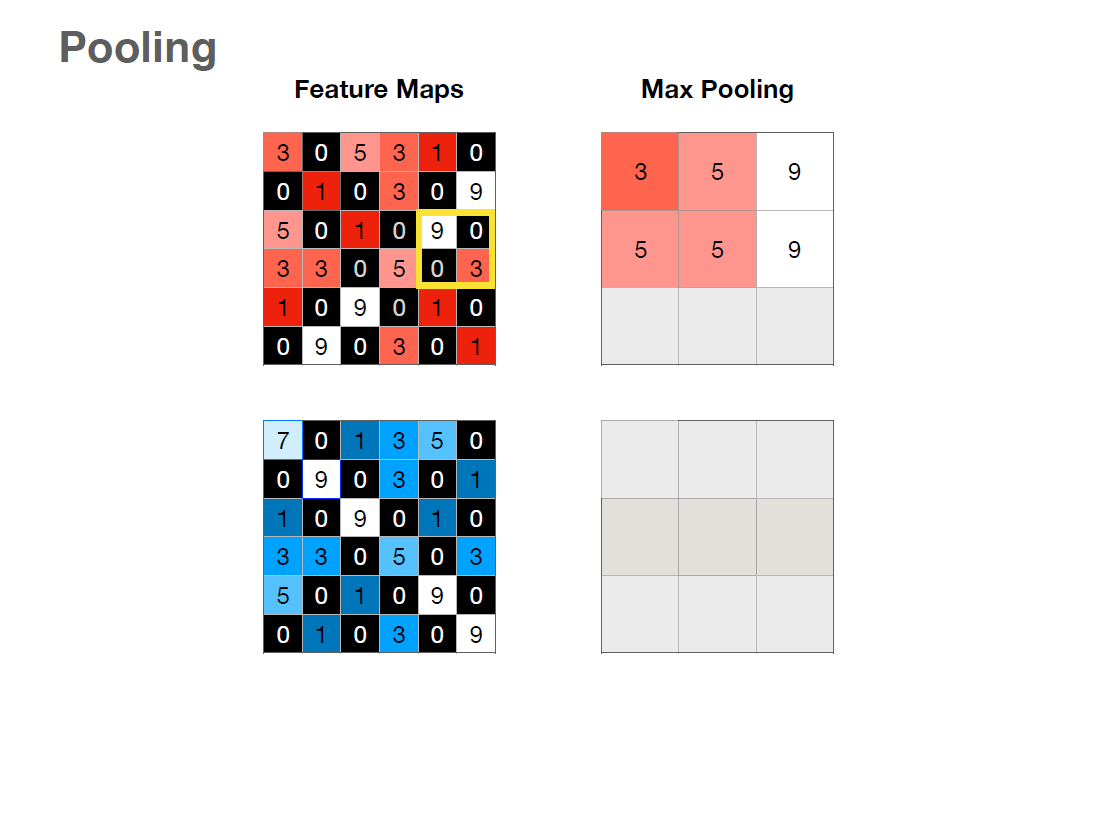 Pooling
Feature Maps
Max Pooling
3 0 5 3 1 0
0 1 0 3 0 9
5 0 1 0 9 0
3 3 0 5 0 3
1 0 9 0 1 0
0 9 0 3 0 1
3 5 9
5 5 9
7 0 1 3 5 0
0 9 0 3 0 1
1 0 9 0 1 0
3 3 0 5 0 3
5 0 1 0 9 0
0 1 0 3 0 9